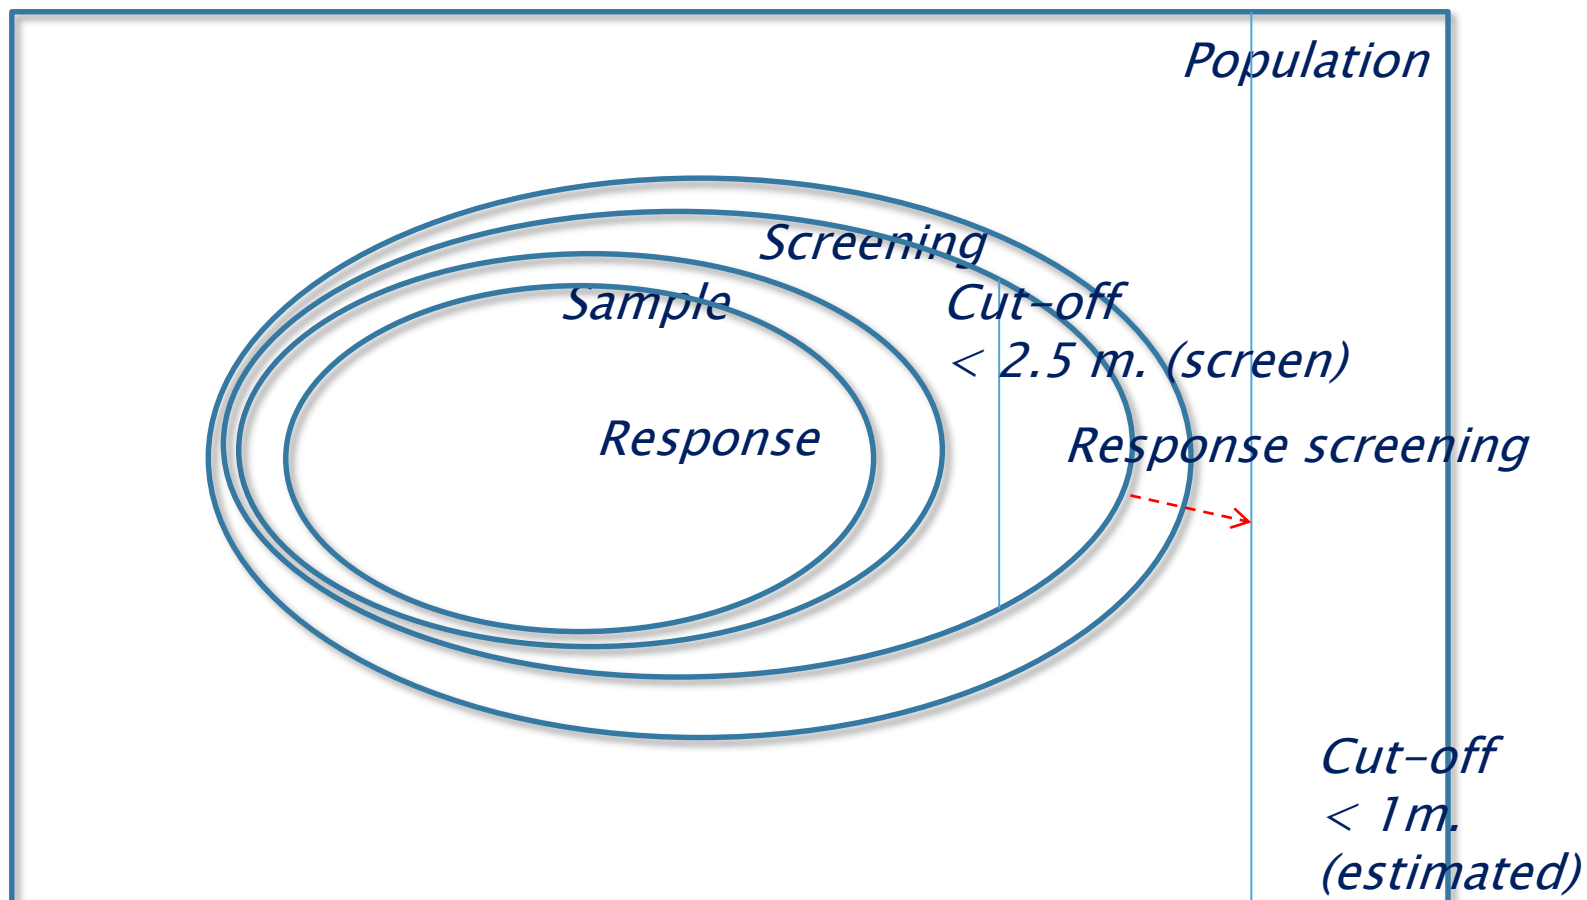 Population
Screening
Sample
Cut-off
< 2.5 m. (screen)
Response
Response screening
Cut-off
< 1m.
(estimated)